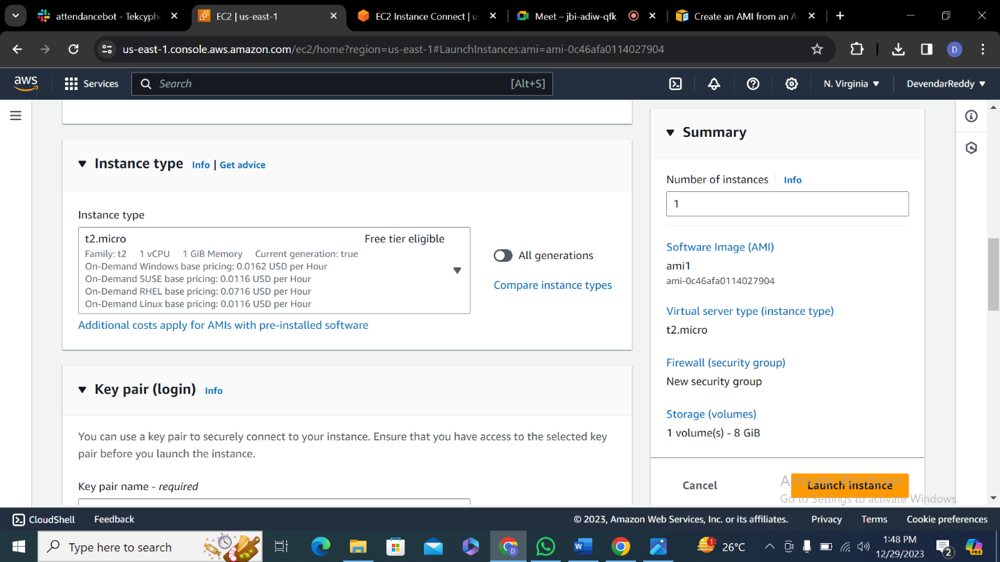 attendancebot - Tekcyph
EC2 | us-east-1
EC2 Instance Connect | u
Meet – jbi-adiw-qfk
Create an AMI from an A
us-east-1.console.aws.amazon.com/ec2/home?region=us-east-1#LaunchInstances:ami=ami-0c46afa0114027904
D
aws
Services
Search
[Alt+S]
N. Virginia
DevendarReddy
Instance type
Info | Get advice
Instance type
t2.micro
Free tier eligible
Family: t2 1 vCPU 1 GiB Memory Current generation: true
On-Demand Windows base pricing: 0.0162 USD per Hour
On-Demand SUSE base pricing: 0.0116 USD per Hour
On-Demand RHEL base pricing: 0.0716 USD per Hour
On-Demand Linux base pricing: 0.0116 USD per Hour
All generations
Compare instance types
Additional costs apply for AMIs with pre-installed software
Key pair (login)
Info
You can use a key pair to securely connect to your instance. Ensure that you have access to the selected key
pair before you launch the instance.
Key pair name - required
Summary
Number of instances
Info
1
Software Image (AMI)
ami1
ami-0c46afa0114027904
Virtual server type (instance type)
t2.micro
Firewall (security group)
New security group
Storage (volumes)
1 volume(s) - 8 GiB
Cancel
Launch instance
Go to Settings to activate Windows.
CloudShell
Feedback
© 2023, Amazon Web Services, Inc. or its affiliates.
Privacy
Terms
Cookie preferences
Type here to search
D
1
26°C
1:48 PM
12/29/2023
2
PRE